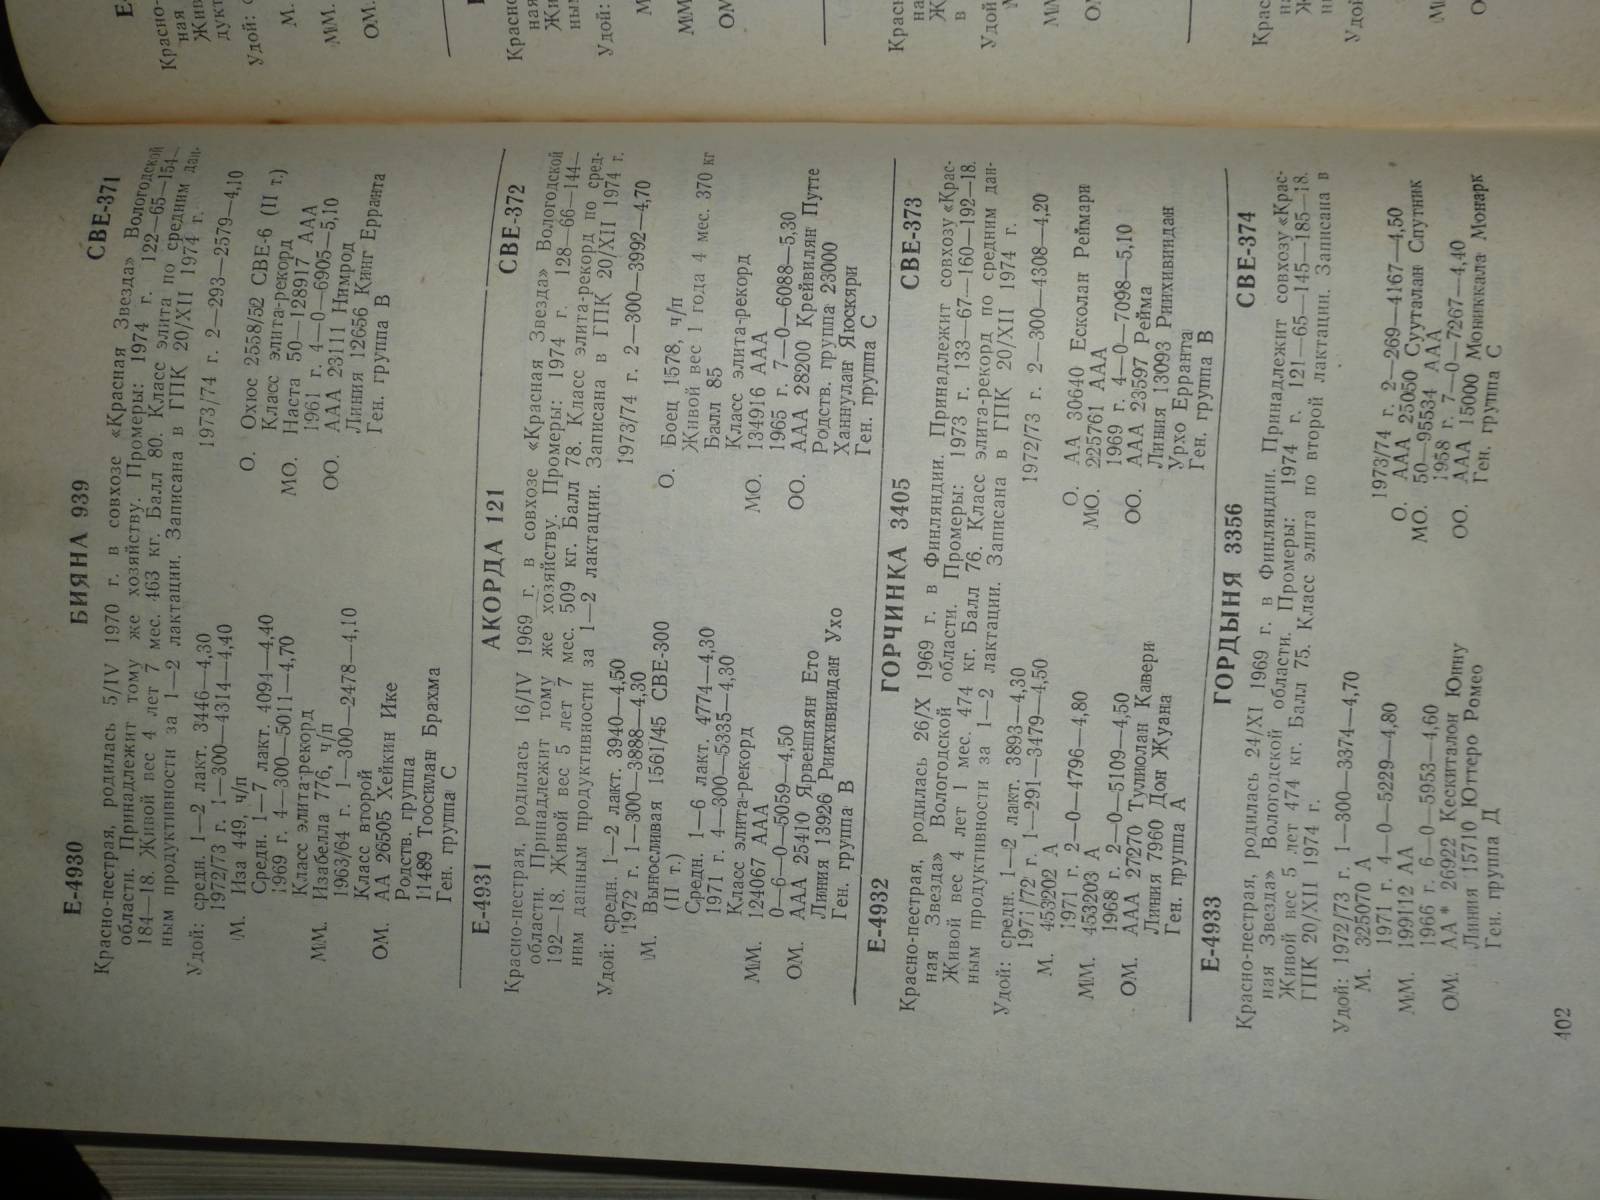 Е-4930 БИЯНА 939 СВЕ-371
Красно-пестрая, родилась 5/IV 1970 г. в совхозе «Красная Звезда» Вологодской
области. Принадлежит тому же хозяйству. Промеры: 1974 г. 122—65—154—
184—18. Живой вес 4 лет 7 мес. 463 кг. Балл 80. Класс элита по средним дан-
ным продуктивности за 1—2 лактации. Записана в ГПК 20/XII 1974 г.
Удой: средн. 1—2 лакт. 3446—4,30
1972/73 г. 1—300—4314—4,40 1973/74 г. 2—293—2579—4,10
М. Иза 449, ч/п
Средн. 1—7 лакт. 4094—4,40
1969 г. 4—300—5011—4,70
Класс элита-рекорд
ММ. Изабелла 776, ч/п
1963/64 г. 1—300—2478—4,10
Класс второй
ОМ. АА 26505 Хейкин Ике
Родств. группа
11489 Тоосилан Брахма
Ген. группа С
О. Охюс 2558/52 СВЕ-6 (II т.)
Класс элита-рекорд
МО. Наста 50—128917 ААА
1961 г. 4—0—6905—5,10
ОО. ААА 23111 Нимрод
Линия 12656 Кинг Ерранта
Ген. группа В
Е-4931 АКОРДА 121 СВЕ-372
Красно-пестрая, родилась 16/IV 1969 г. в совхозе «Красная Звезда» Вологодской
области. Принадлежит тому же хозяйству. Промеры: 1974 г. 128—66—144—
192—18. Живой вес 5 лет 7 мес. 509 кг. Балл 78. Класс элита-рекорд по сред-
ним данным продуктивности за 1—2 лактации. Записана в ГПК 20/XII 1974 г.
Удой: средн. 1—2 лакт. 3940—4,50
1972 г. 1—300—3888—4,30 1973/74 г. 2—300—3992—4,70
М. Выносливая 1561/45 СВЕ-300
(II т.)
Средн. 1—6 лакт. 4774—4,30
1971 г. 4—300—5335—4,30
Класс элита-рекорд
ММ. 124067 ААА
0—6—0—5059—4,50
ОМ. ААА 25410 Ярвенпяян Ето
Линия 13926 Риихивиидан Ухо
Ген. группа В
О. Боец 1578, ч/п
Живой вес 1 года 4 мес. 370 кг
Балл 85
Класс элита-рекорд
МО. 134916 ААА
1965 г. 7—0—6088—5,30
ОО. ААА 28200 Крейвилян Путте
Родств. группа 23000
Ханнулан Яюскяри
Ген. группа С
Е-4932 ГОРЧИНКА 3405 СВЕ-373
Красно-пестрая, родилась 26/X 1969 г. в Финляндии. Принадлежит совхозу «Крас-
ная Звезда» Вологодской области. Промеры: 1973 г. 133—67—160—192—18.
Живой вес 4 лет 1 мес. 474 кг. Балл 76. Класс элита-рекорд по средним дан-
ным продуктивности за 1—2 лактации. Записана в ГПК 20/XII 1974 г.
Удой: средн. 1—2 лакт. 3893—4,30
1971/72 г. 1—291—3479—4,50 1972/73 г. 2—300—4308—4,20
М. 453202 А
1971 г. 2—0—4796—4,80
ММ. 453203 А
1968 г. 2—0—5109—4,50
ОМ. ААА 27270 Тулиолан Кавери
Линия 7960 Дон Жуана
Ген. группа А
О. АА 30640 Есколан Реймари
МО. 225761 ААА
1969 г. 4—0—7098—5,10
ОО. ААА 23597 Рейма
Линия 13093 Риихивиидан
Урхо Ерранта
Ген. группа В
Е-4933 ГОРДЫНЯ 3356 СВЕ-374
Красно-пестрая, родилась 24/XI 1969 г. в Финляндии. Принадлежит совхозу «Крас-
ная Звезда» Вологодской области. Промеры: 1974 г. 121—65—145—185—18.
Живой вес 5 лет 474 кг. Балл 75. Класс элита по второй лактации. Записана в
ГПК 20/XII 1974 г.
Удой: 1972/73 г. 1—300—3374—4,70 1973/74 г. 2—269—4167—4,50
М. 325070 А
1971 г. 4—0—5229—4,80
ММ. 199112 АА
1966 г. 6—0—5953—4,60
ОМ. АА* 26922 Кескиталон Юину
Линия 15710 Юттеро Ромео
Ген. группа Д
О. ААА 25050 Сууталан Спутник
МО. 50—95534 ААА
1958 г. 7—0—7267—4,40
ОО. ААА 15000 Мониккала Монарк
Ген. группа С
402
Красно-
ная
Удой:
М.
ММ.
ОМ.
Красно
ная
Удой:
ММ
ОМ
Красн
на
Удо
Крас